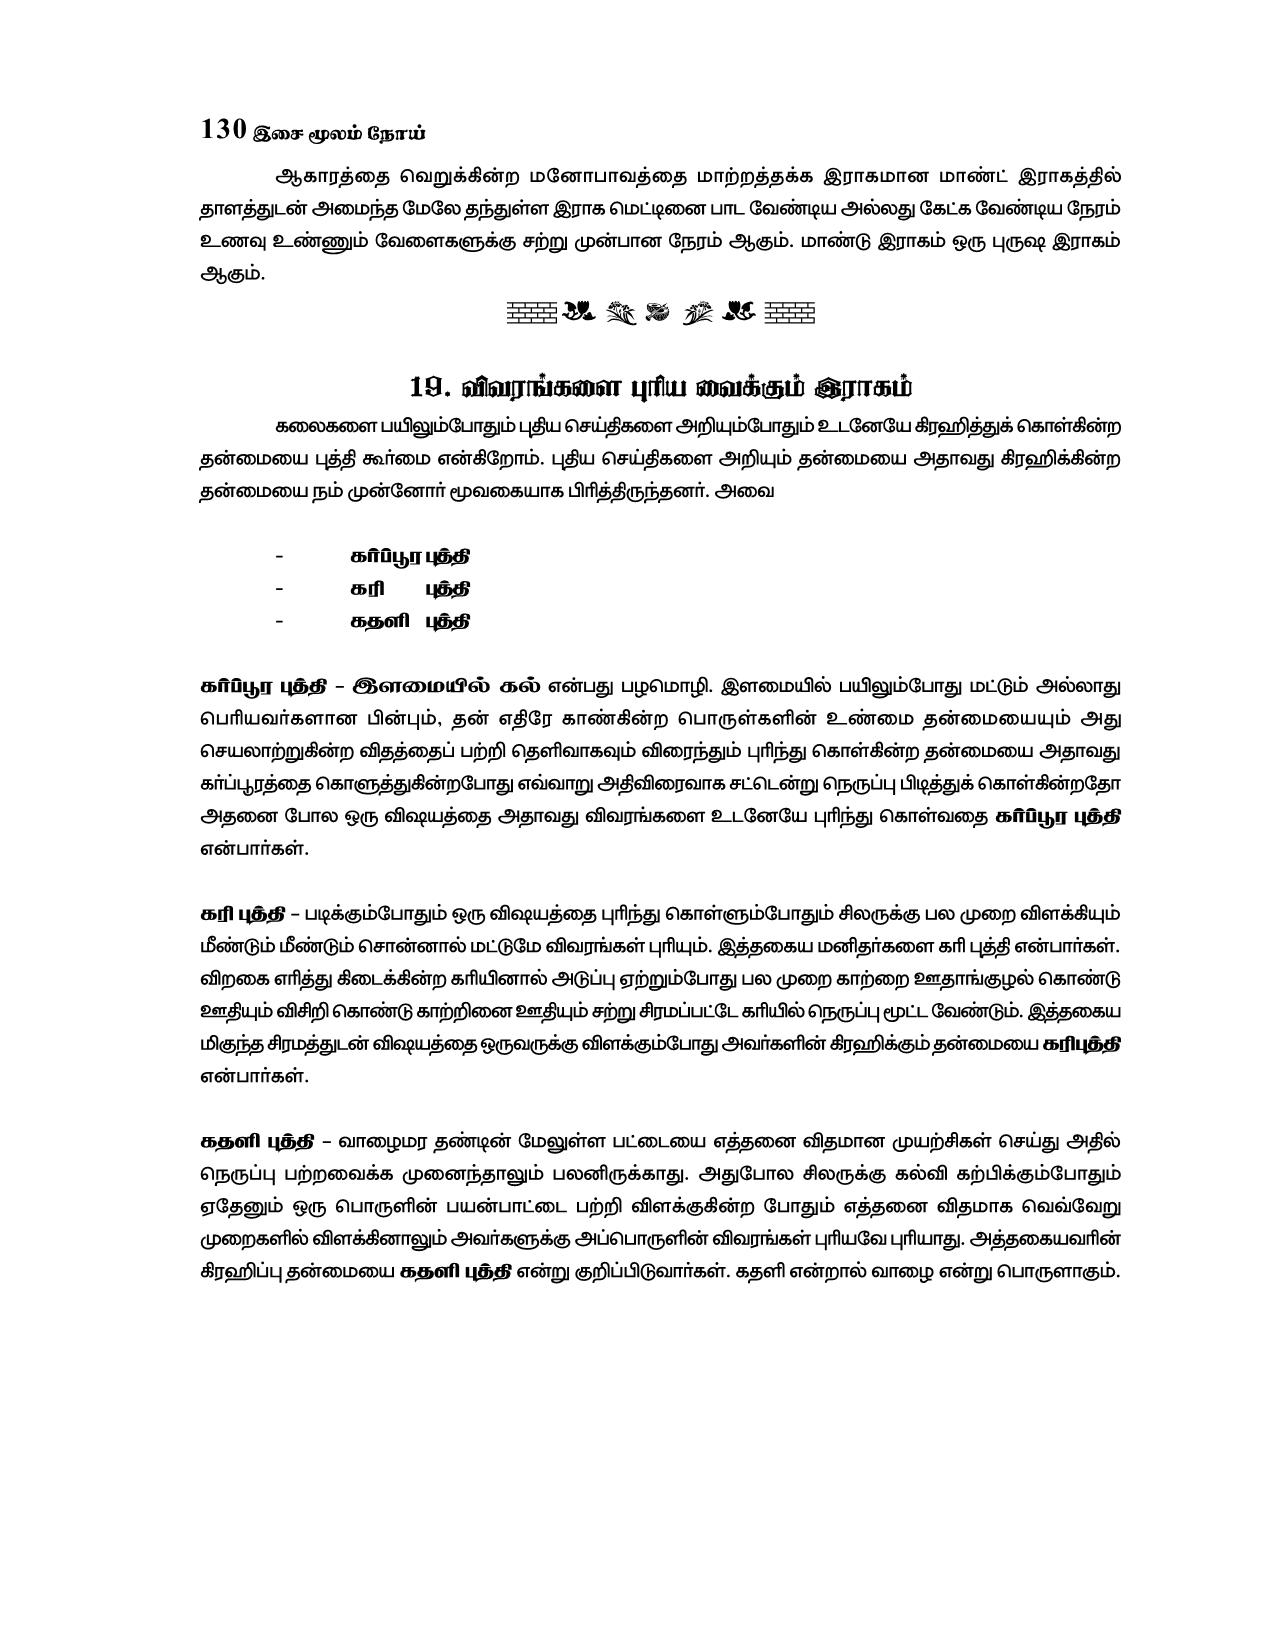 130 இசை மூலம் நோய்
ஆகாரத்தை வெறுக்கின்ற மனோபாவத்தை மாற்றத்தக்க இராகமான மாண்ட் இராகத்தில்
தாளத்துடன் அமைந்த மேலே தந்துள்ள இராக மெட்டினை பாட வேண்டிய அல்லது கேட்க வேண்டிய நேரம்
உணவு உண்ணும் வேளைகளுக்கு சற்று முன்பான நேரம் ஆகும். மாண்டு இராகம் ஒரு புருஷ இராகம்
ஆகும்.
19. விவரங்களை புரிய வைக்கும் இராகம்
கலைகளை பயிலும்போதும் புதிய செய்திகளை அறியும்போதும் உடனேயே கிரஹித்துக் கொள்கின்ற
தன்மையை புத்தி கூர்மை என்கிறோம். புதிய செய்திகளை அறியும் தன்மையை அதாவது கிரஹிக்கின்ற
தன்மையை நம் முன்னோர் மூவகையாக பிரித்திருந்தனர். அவை
- கர்ப்பூர புத்தி
- கரி புத்தி
- கதளி புத்தி
கர்ப்பூர புத்தி – இளமையில் கல் என்பது பழமொழி. இளமையில் பயிலும்போது மட்டும் அல்லாது
பெரியவர்களான பின்பும், தன் எதிரே காண்கின்ற பொருள்களின் உண்மை தன்மையையும் அது
செயலாற்றுகின்ற விதத்தைப் பற்றி தெளிவாகவும் விரைந்தும் புரிந்து கொள்கின்ற தன்மையை அதாவது
கர்ப்பூரத்தை கொளுத்துகின்றபோது எவ்வாறு அதிவிரைவாக சட்டென்று நெருப்பு பிடித்துக் கொள்கின்றதோ
அதனை போல ஒரு விஷயத்தை அதாவது விவரங்களை உடனேயே புரிந்து கொள்வதை கர்ப்பூர புத்தி
என்பார்கள்.
கரி புத்தி – படிக்கும்போதும் ஒரு விஷயத்தை புரிந்து கொள்ளும்போதும் சிலருக்கு பல முறை விளக்கியும்
மீண்டும் மீண்டும் சொன்னால் மட்டுமே விவரங்கள் புரியும். இத்தகைய மனிதர்களை கரி புத்தி என்பார்கள்.
விறகை எரித்து கிடைக்கின்ற கரியினால் அடுப்பு ஏற்றும்போது பல முறை காற்றை ஊதாங்குழல் கொண்டு
ஊதியும் விசிறி கொண்டு காற்றினை ஊதியும் சற்று சிரமப்பட்டே கரியில் நெருப்பு மூட்ட வேண்டும். இத்தகைய
மிகுந்த சிரமத்துடன் விஷயத்தை ஒருவருக்கு விளக்கும்போது அவர்களின் கிரஹிக்கும் தன்மையை கரிபுத்தி
என்பார்கள்.
கதளி புத்தி – வாழைமர தண்டின் மேலுள்ள பட்டையை எத்தனை விதமான முயற்சிகள் செய்து அதில்
நெருப்பு பற்றவைக்க முனைந்தாலும் பலனிருக்காது. அதுபோல சிலருக்கு கல்வி கற்பிக்கும்போதும்
ஏதேனும் ஒரு பொருளின் பயன்பாட்டை பற்றி விளக்குகின்ற போதும் எத்தனை விதமாக வெவ்வேறு
முறைகளில் விளக்கினாலும் அவர்களுக்கு அப்பொருளின் விவரங்கள் புரியவே புரியாது. அத்தகையவரின்
கிரஹிப்பு தன்மையை கதளி புத்தி என்று குறிப்பிடுவார்கள். கதளி என்றால் வாழை என்று பொருளாகும்.